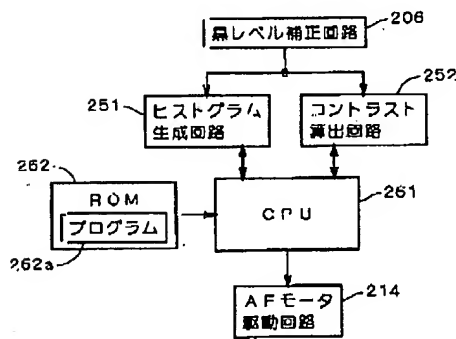 黒レベル補正回路
206
251
ヒストグラム
生成回路
252
コントラスト
算出回路
262
ROM
プログラム
262a
CPU
261
AFモータ
駆動回路
214